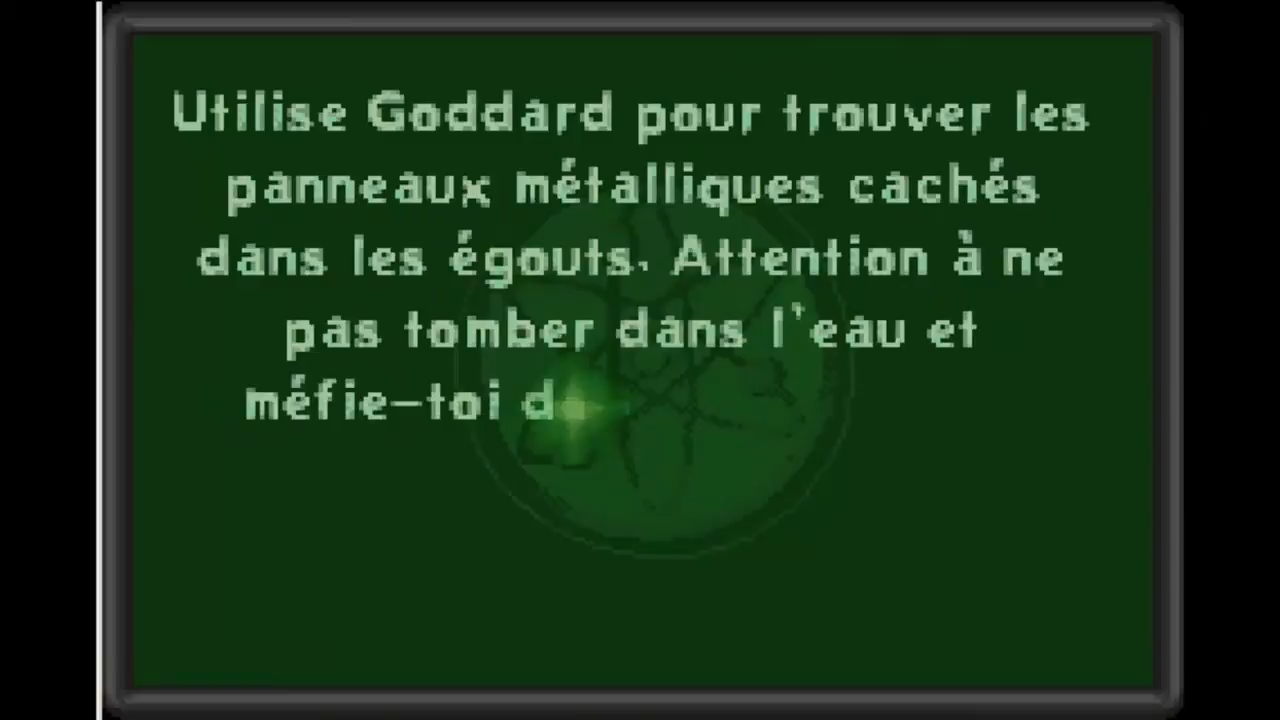 Utilise Goddard pour trouver les
panneaux métalliques cachés
dans les égouts. Attention à ne
pas tomber dans l'eau et
méfie-toi d